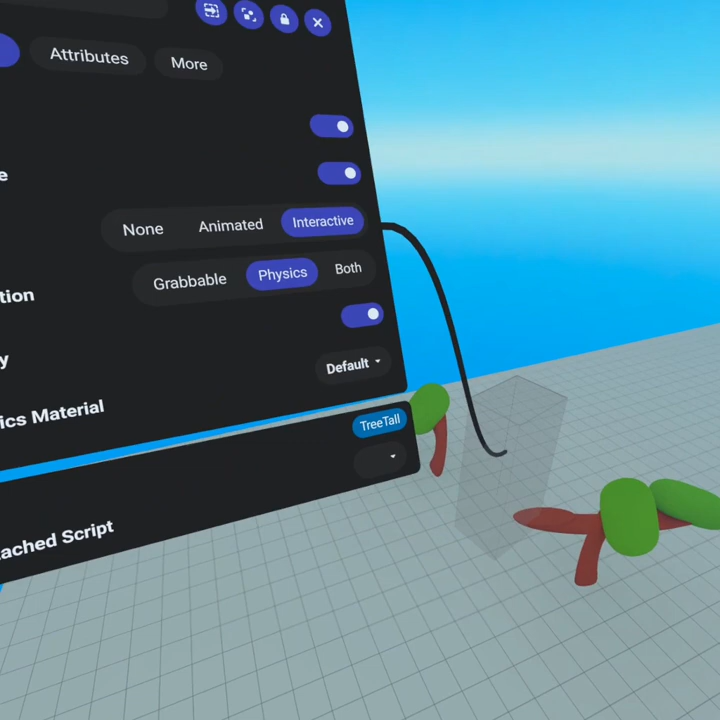 Attributes More
e
None Animated Interactive
tion Grabbable Physics Both
y
Default
ics Material
TreeTall
ached Script